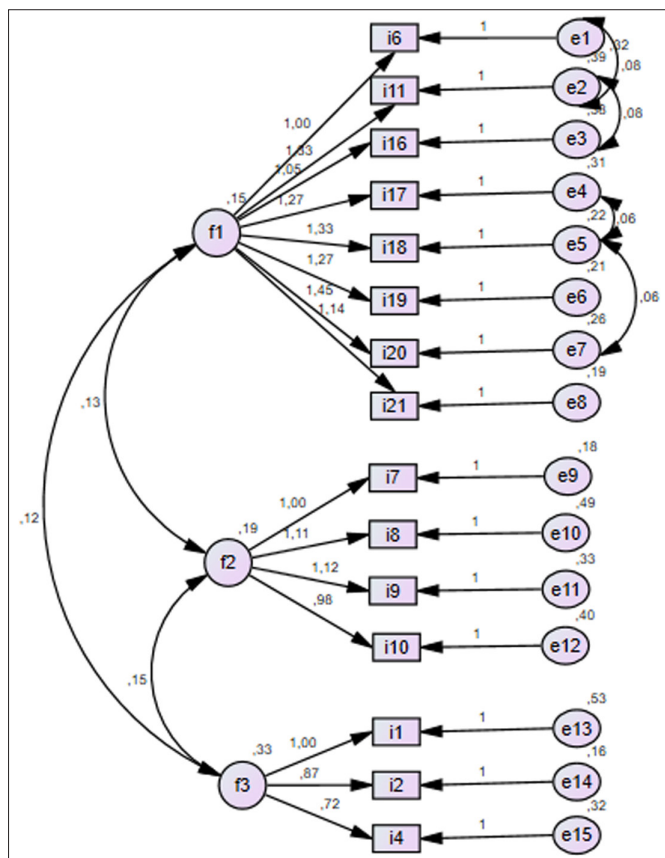 i6 1 e1
,32
,39 ,08
i11 1 e2
,38
1,00 ,08
i16 1 e3
1,33
,31
1,05
,15 1,27 i17 1 e4
,22 ,06
f1 1,33 i18 1 e5
1,27 ,21
i19 1 e6
1,45 ,06
1,14 ,26
i20 1 e7
,19
i21 1 e8
,13
,18
i7 1 e9
1,00 ,49
,12
,19 1,11 i8 1 e10
f2 ,33
1,12 i9 1 e11
,98 ,40
i10 1 e12
,15
,53
i1 1 e13
,33 1,00 ,16
f3 ,87 i2 1 e14
,72 ,32
i4 1 e15